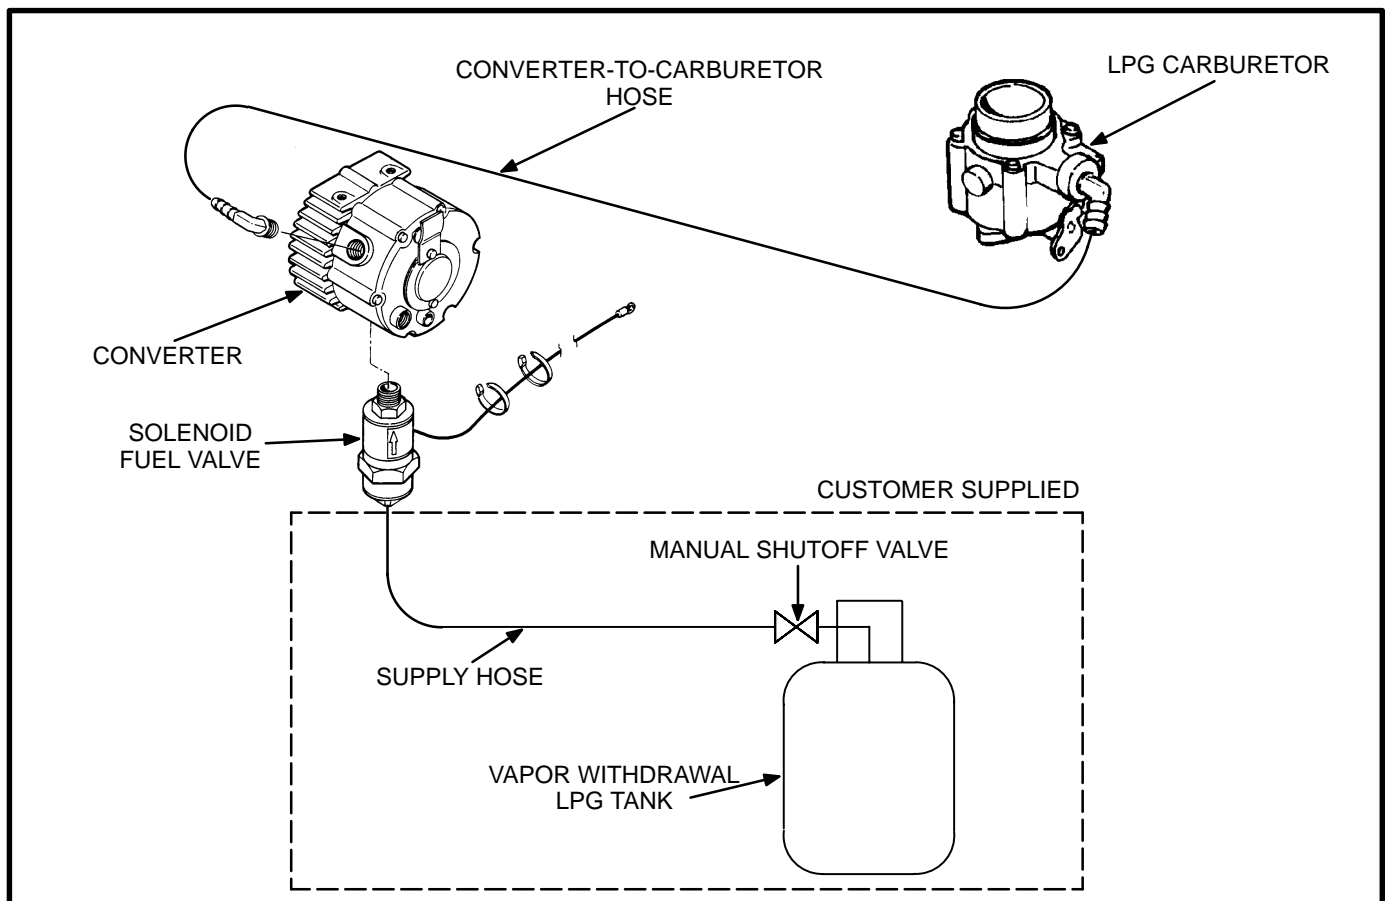 CONVERTER-TO-CARBURETOR
HOSE
LPG CARBURETOR
CONVERTER
SOLENOID
FUEL VALVE
CUSTOMER SUPPLIED
MANUAL SHUTOFF VALVE
SUPPLY HOSE
VAPOR WITHDRAWAL
LPG TANK